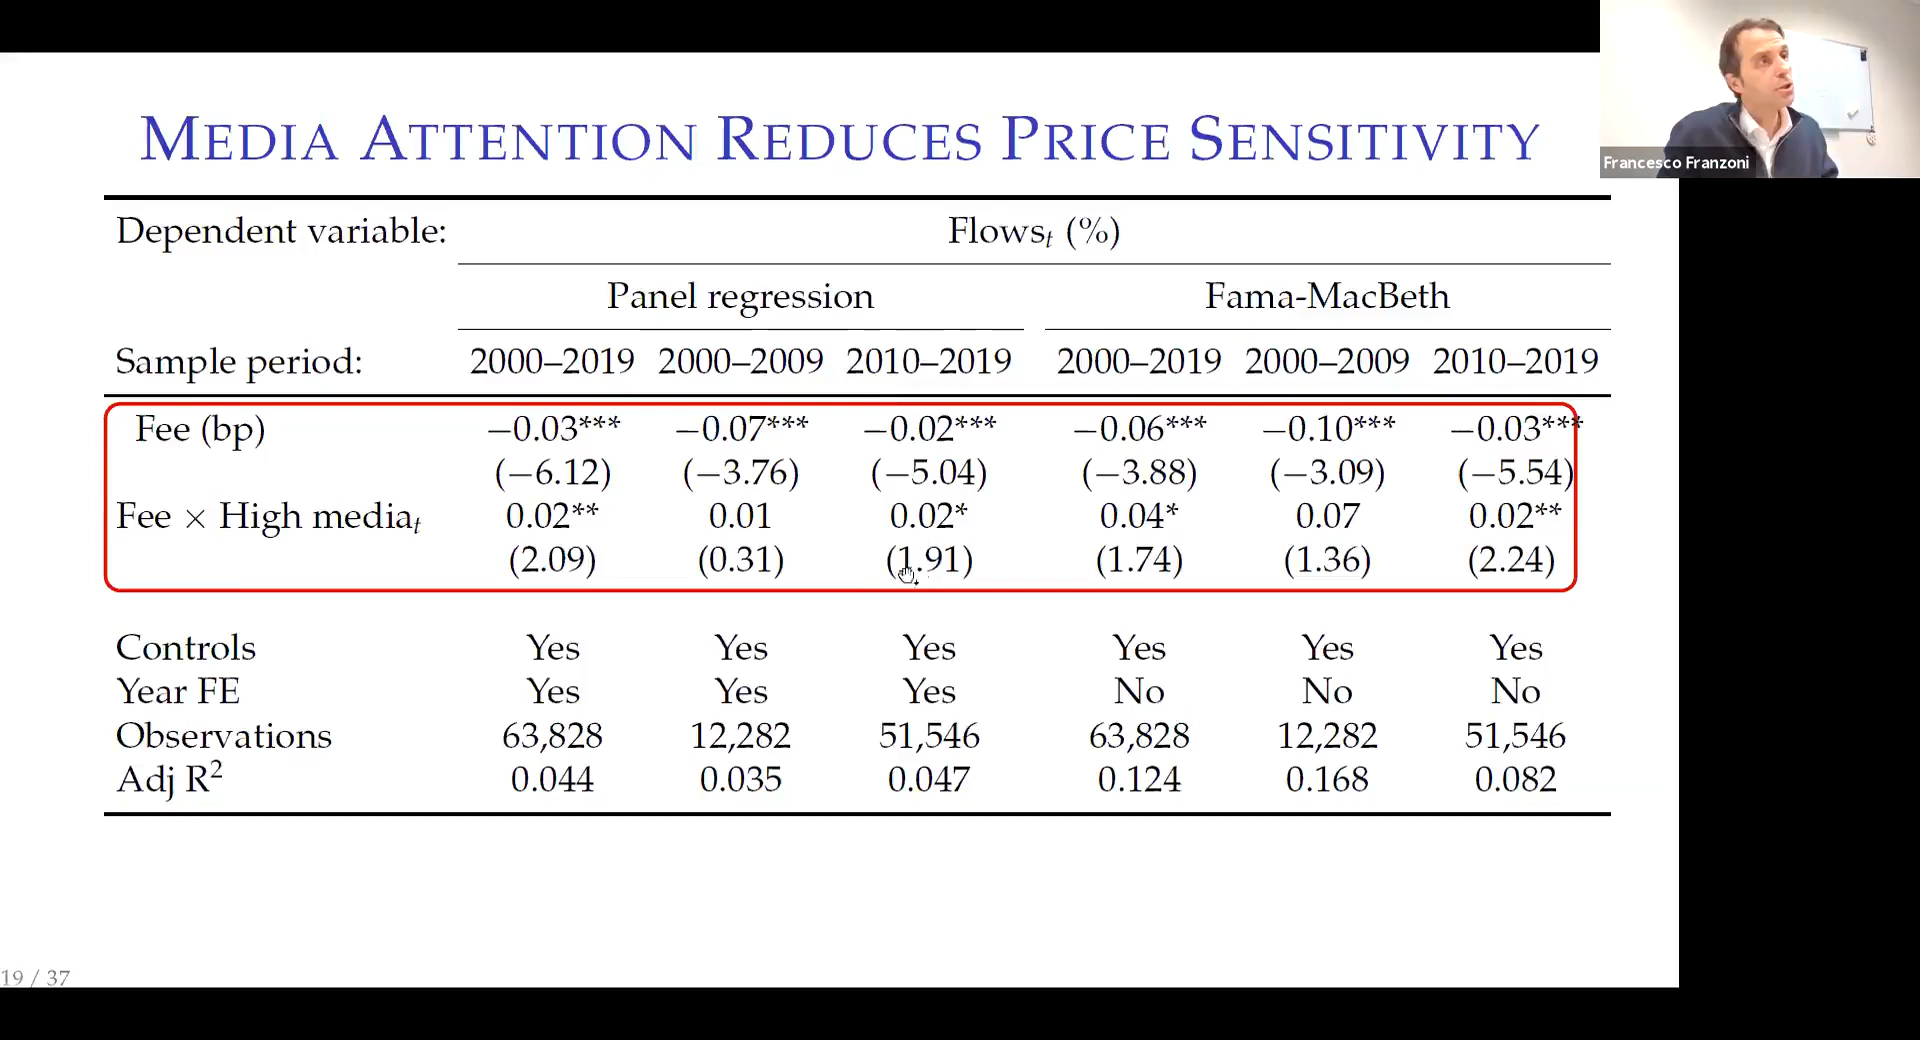 MEDIA ATTENTION REDUCES PRICE SENSITIVITY
Francesco Franzoni
Dependent variable: Flowsₜ (%)
Panel regression Fama-MacBeth
Sample period: 2000–2019 2000–2009 2010–2019 2000–2019 2000–2009 2010–2019
Fee (bp) −0.03*** −0.07*** −0.02*** −0.06*** −0.10*** −0.03***
(−6.12) (−3.76) (−5.04) (−3.88) (−3.09) (−5.54)
Fee × High mediaₜ 0.02** 0.01 0.02* 0.04* 0.07 0.02**
(2.09) (0.31) (1.91) (1.74) (1.36) (2.24)
Controls Yes Yes Yes Yes Yes Yes
Year FE Yes Yes Yes No No No
Observations 63,828 12,282 51,546 63,828 12,282 51,546
Adj R² 0.044 0.035 0.047 0.124 0.168 0.082
19 / 37